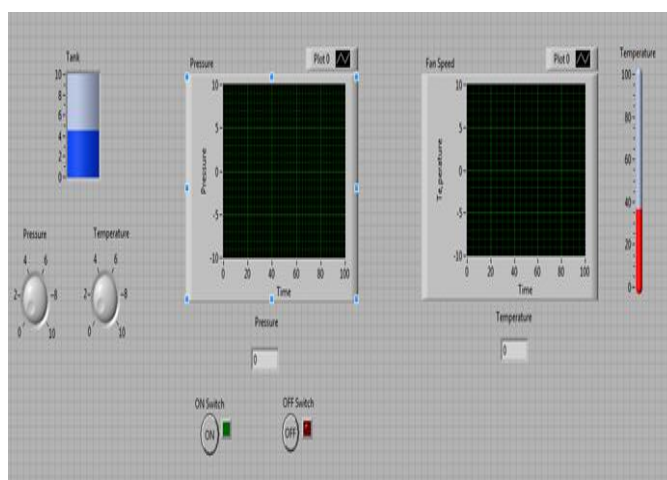 Tank
10
8
6
4
2
0
Pressure
Plot 0
10
5
0
-5
-10
Pressure
0 20 40 60 80 100
Time
Fan Speed
Plot 0
10
5
0
-5
-10
Te,perature
0 20 40 60 80 100
Time
Temperature
100
80
60
40
20
0
Pressure
4 6
2 8
0 10
Temperature
4 6
2 8
0 10
Pressure
0
Temperature
0
ON Switch
ON
OFF Switch
OFF